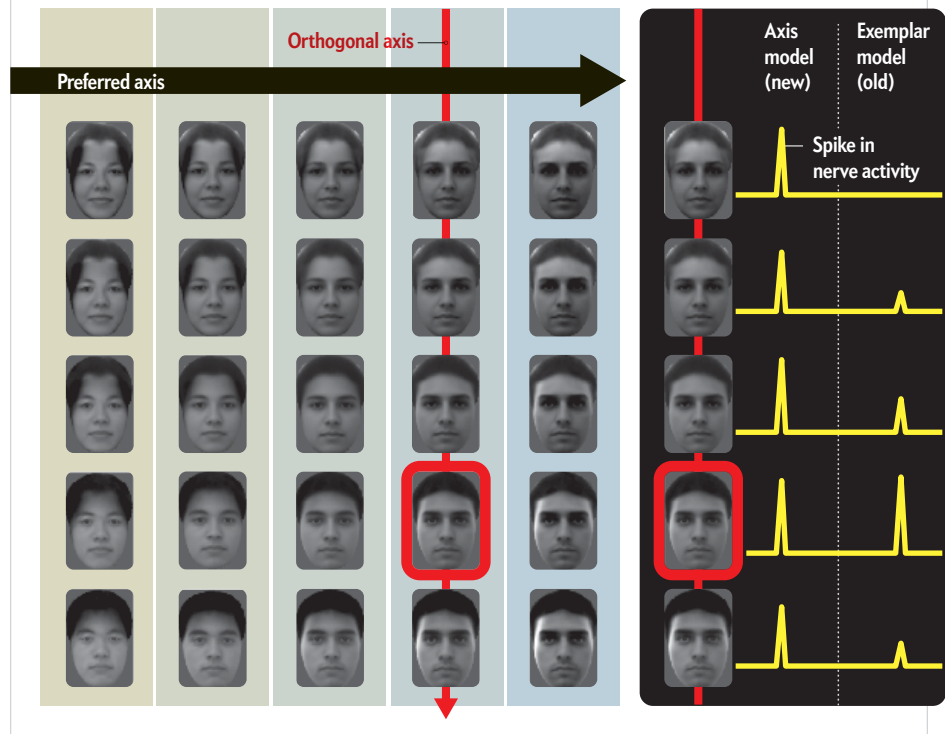 Orthogonal axis
Preferred axis
Axis
model
(new)
Exemplar
model
(old)
Spike in
nerve activity